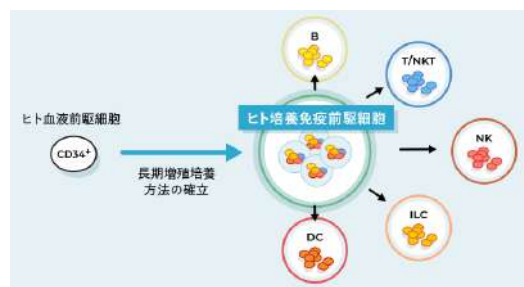 B
T/NKT
ヒト血液前駆細胞
ヒト培養免疫前駆細胞
CD34⁺
NK
長期増殖培養
方法の確立
ILC
DC